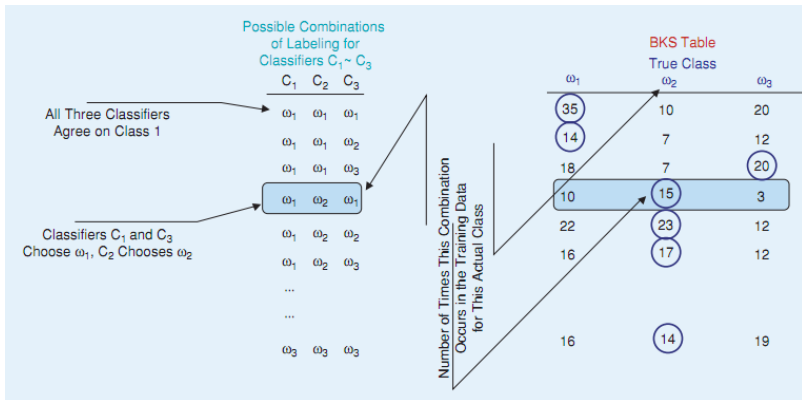 Possible Combinations
of Labeling for
Classifiers C₁~ C₃
C₁ C₂ C₃
All Three Classifiers
Agree on Class 1
ω₁ ω₁ ω₁
ω₁ ω₁ ω₂
ω₁ ω₁ ω₃
ω₁ ω₂ ω₁
Classifiers C₁ and C₃
Choose ω₁, C₂ Chooses ω₂
ω₁ ω₂ ω₂
ω₁ ω₂ ω₃
...
...
ω₃ ω₃ ω₃
Number of Times This Combination
Occurs in the Training Data
for This Actual Class
BKS Table
True Class
ω₁ ω₂ ω₃
35 10 20
14 7 12
18 7 20
10 15 3
22 23 12
16 17 12
16 14 19